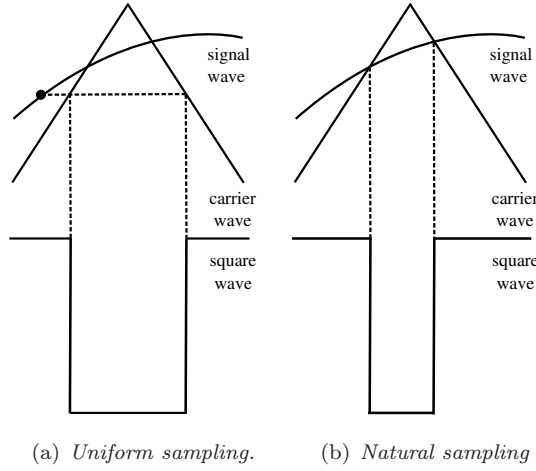 signal
wave
signal
wave
carrier
wave
carrier
wave
square
wave
square
wave
(a) Uniform sampling.
(b) Natural sampling